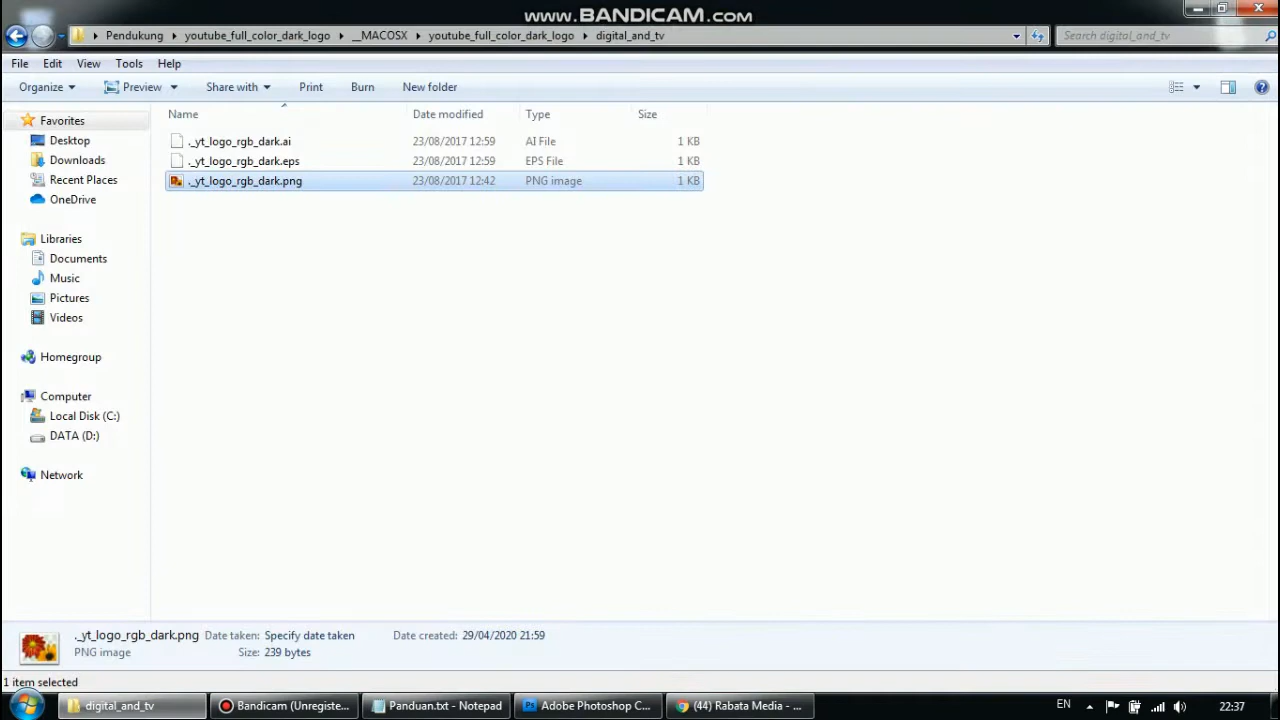 www.BANDICAM.com
Pendukung youtube_full_color_dark_logo __MACOSX youtube_full_color_dark_logo digital_and_tv
Search digital_and_tv
File Edit View Tools Help
Organize Preview Share with Print Burn New folder
Name Date modified Type Size
Favorites
Desktop
Downloads
Recent Places
OneDrive
Libraries
Documents
Music
Pictures
Videos
Homegroup
Computer
Local Disk (C:)
DATA (D:)
Network
._yt_logo_rgb_dark.ai 23/08/2017 12:59 AI File 1 KB
._yt_logo_rgb_dark.eps 23/08/2017 12:59 EPS File 1 KB
._yt_logo_rgb_dark.png 23/08/2017 12:42 PNG image 1 KB
._yt_logo_rgb_dark.png Date taken: Specify date taken Date created: 29/04/2020 21:59
PNG image Size: 239 bytes
1 item selected
digital_and_tv Bandicam (Unregiste... Panduan.txt - Notepad Adobe Photoshop C... (44) Rabata Media - ... EN 22:37